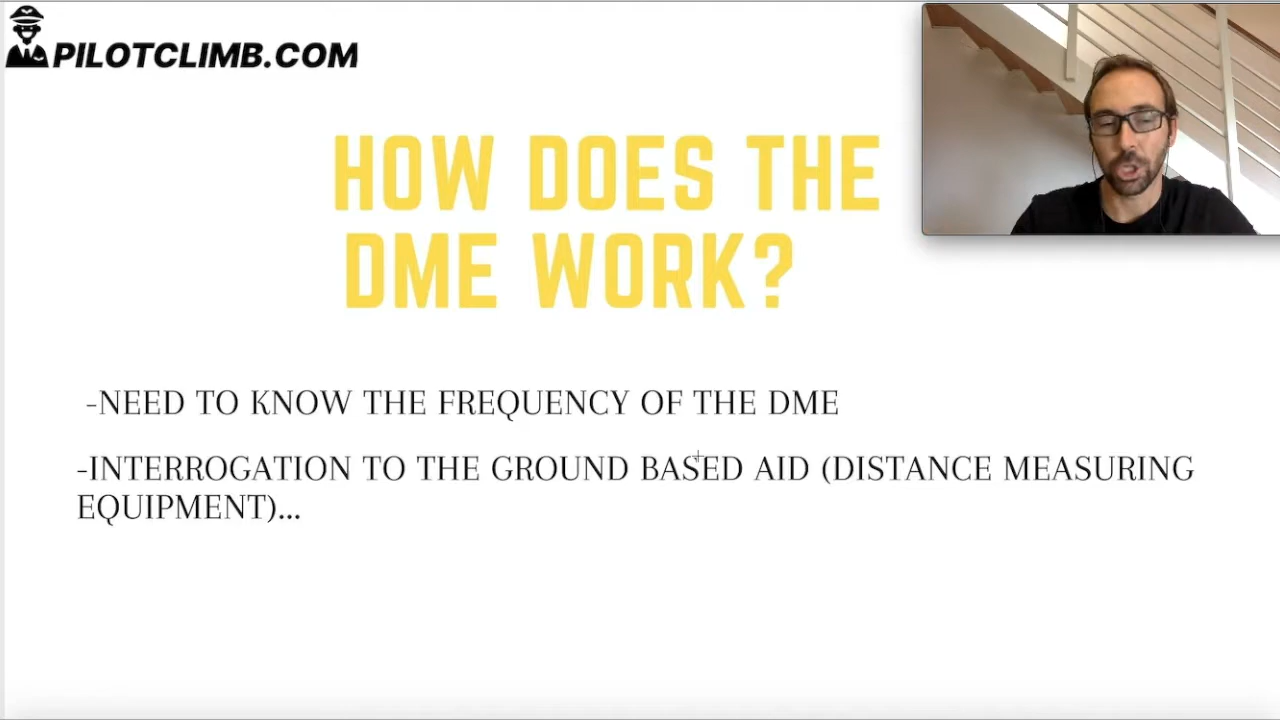 PILOTCLIMB.COM
HOW DOES THE
DME WORK?
-NEED TO KNOW THE FREQUENCY OF THE DME
-INTERROGATION TO THE GROUND BASED AID (DISTANCE MEASURING
EQUIPMENT)...